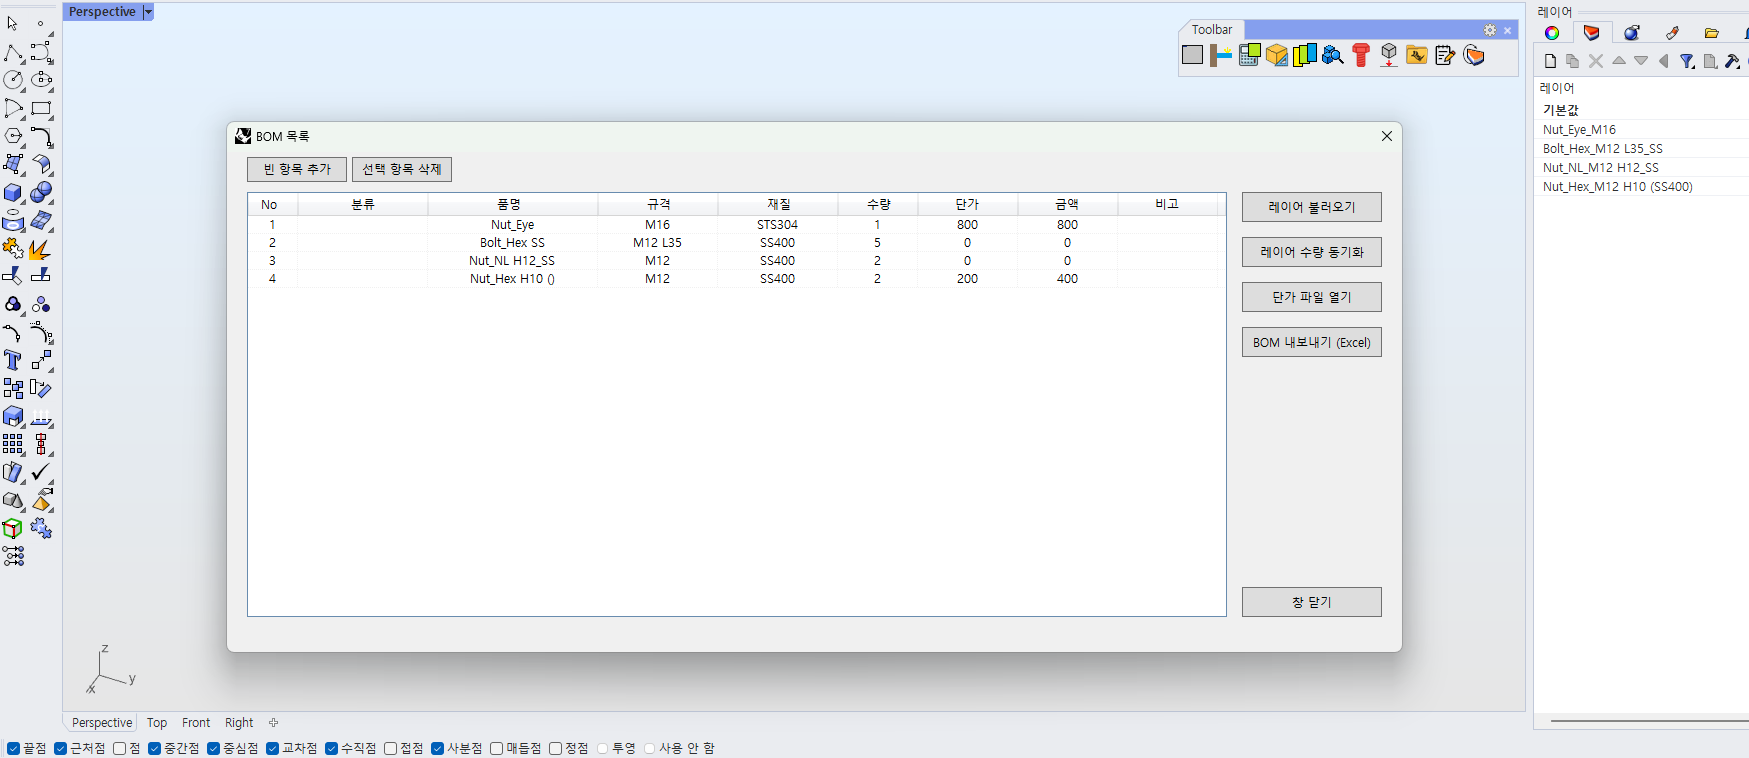 Perspective
Toolbar
레이어
레이어
기본값
Nut_Eye_M16
Bolt_Hex_M12 L35_SS
Nut_NL_M12 H12_SS
Nut_Hex_M12 H10 (SS400)
BOM 목록
빈 항목 추가 선택 항목 삭제
No 분류 품명 규격 재질 수량 단가 금액 비고
1 Nut_Eye M16 STS304 1 800 800
2 Bolt_Hex SS M12 L35 SS400 5 0 0
3 Nut_NL H12_SS M12 SS400 2 0 0
4 Nut_Hex H10 () M12 SS400 2 200 400
레이어 불러오기
레이어 수량 동기화
단가 파일 열기
BOM 내보내기 (Excel)
창 닫기
z
y
x
Perspective Top Front Right
끝점 근처점 점 중간점 중심점 교차점 수직점 접점 사분점 매듭점 정점 투영 사용 안 함